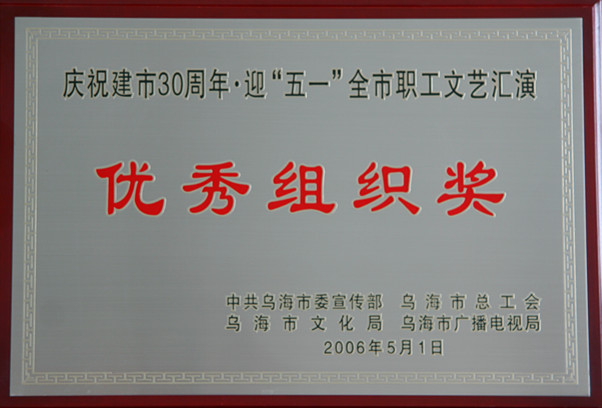 庆祝建市30周年·迎“五一”全市职工文艺汇演
优秀组织奖
中共乌海市委宣传部 乌海市总工会
乌海市文化局 乌海市广播电视局
2006年5月1日